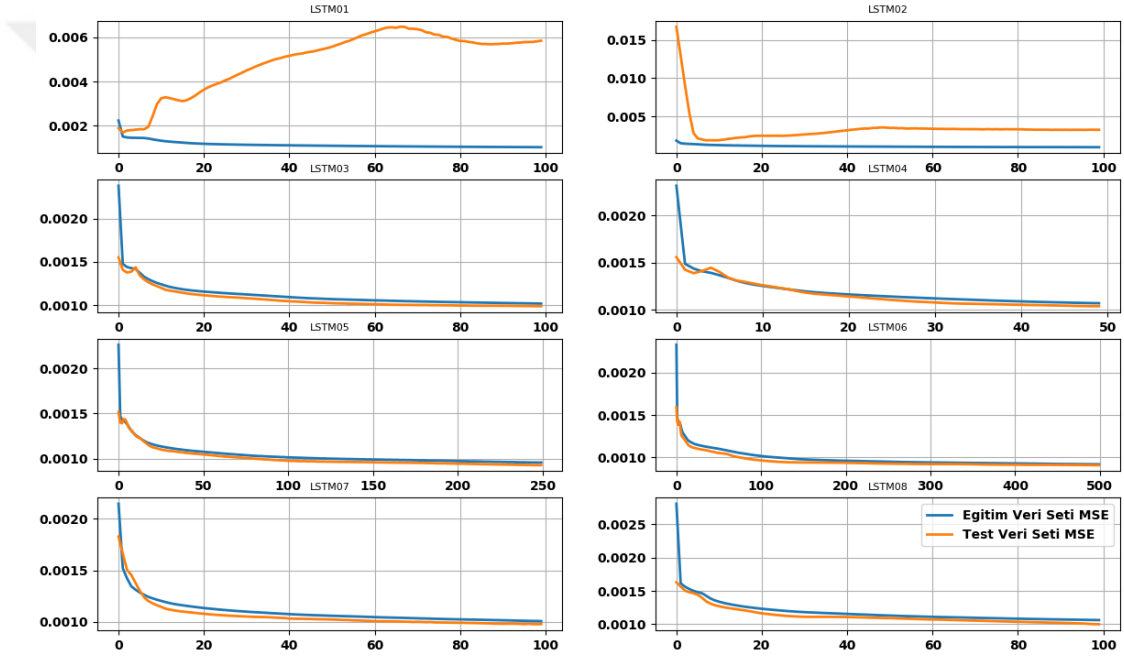 LSTM01
0.006
0.004
0.002
0 20 40 60 80 100
LSTM02
0.015
0.010
0.005
0 20 40 60 80 100
LSTM03
0.0020
0.0015
0.0010
0 20 40 60 80 100
LSTM04
0.0020
0.0015
0.0010
0 10 20 30 40 50
LSTM05
0.0020
0.0015
0.0010
0 50 100 150 200 250
LSTM06
0.0020
0.0015
0.0010
0 100 200 300 400 500
LSTM07
0.0020
0.0015
0.0010
0 20 40 60 80 100
LSTM08
Egitim Veri Seti MSE
Test Veri Seti MSE
0.0025
0.0020
0.0015
0.0010
0 20 40 60 80 100